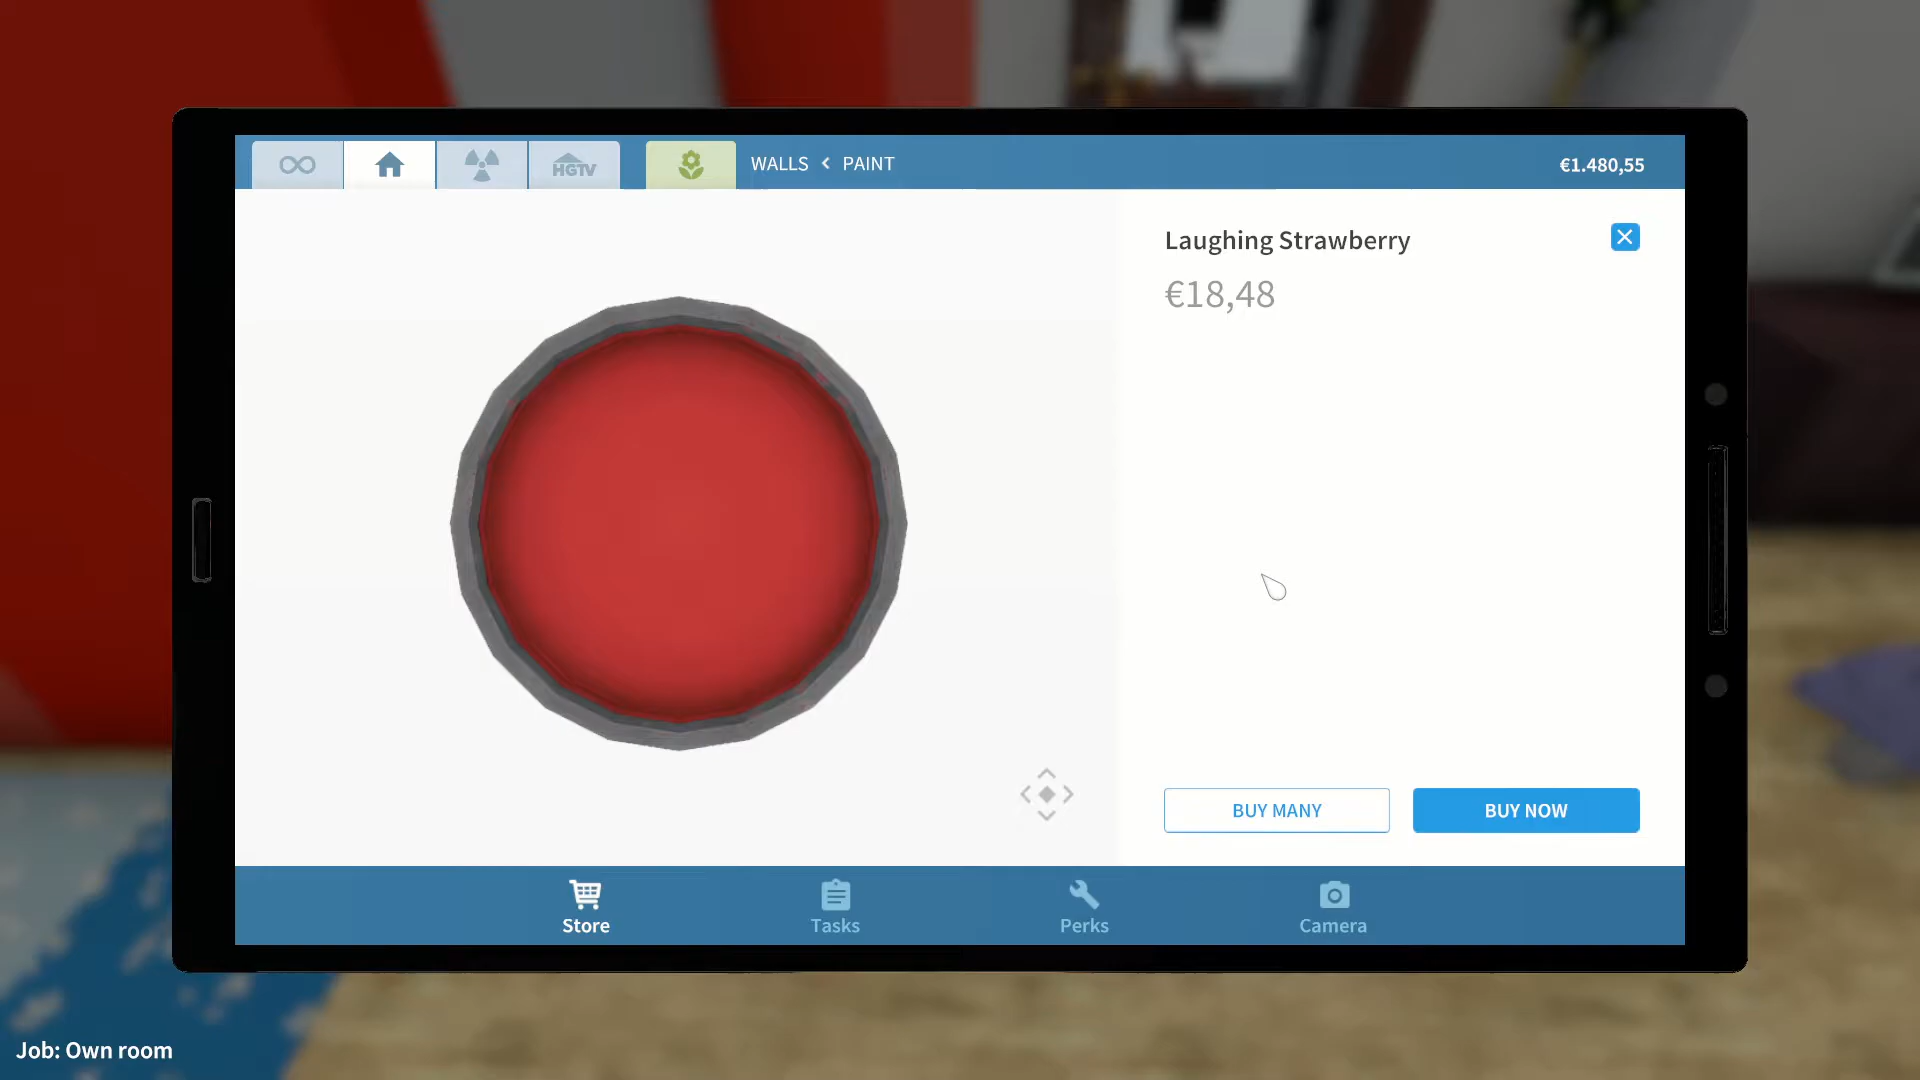 HGTV
WALLS < PAINT
€1.480,55
Laughing Strawberry
€18,48
BUY MANY
BUY NOW
Store
Tasks
Perks
Camera
Job: Own room